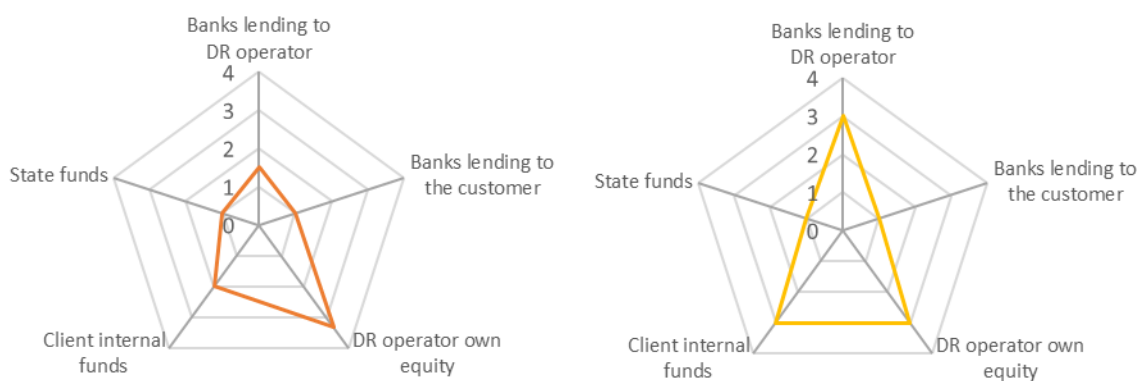 Banks lending to
DR operator
4
3
2
1
0
Banks lending to
the customer
State funds
Client internal
funds
DR operator own
equity
Banks lending to
DR operator
4
3
2
1
0
Banks lending to
the customer
State funds
Client internal
funds
DR operator own
equity